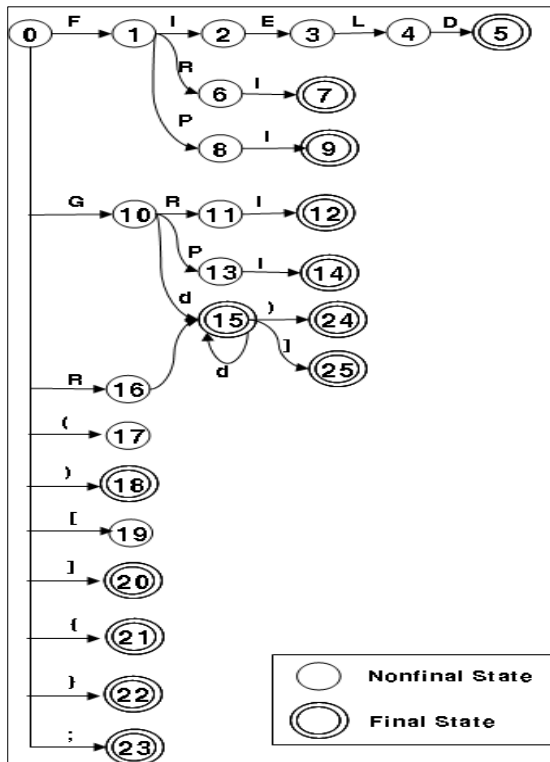 0 F 1 I 2 E 3 L 4 D 5
R 6 I 7
P 8 I 9
G 10 R 11 I 12
P 13 I 14
d 15 ) 24
d ] 25
R 16
( 17
) 18
[ 19
] 20
{ 21
} 22
; 23
Nonfinal State
Final State